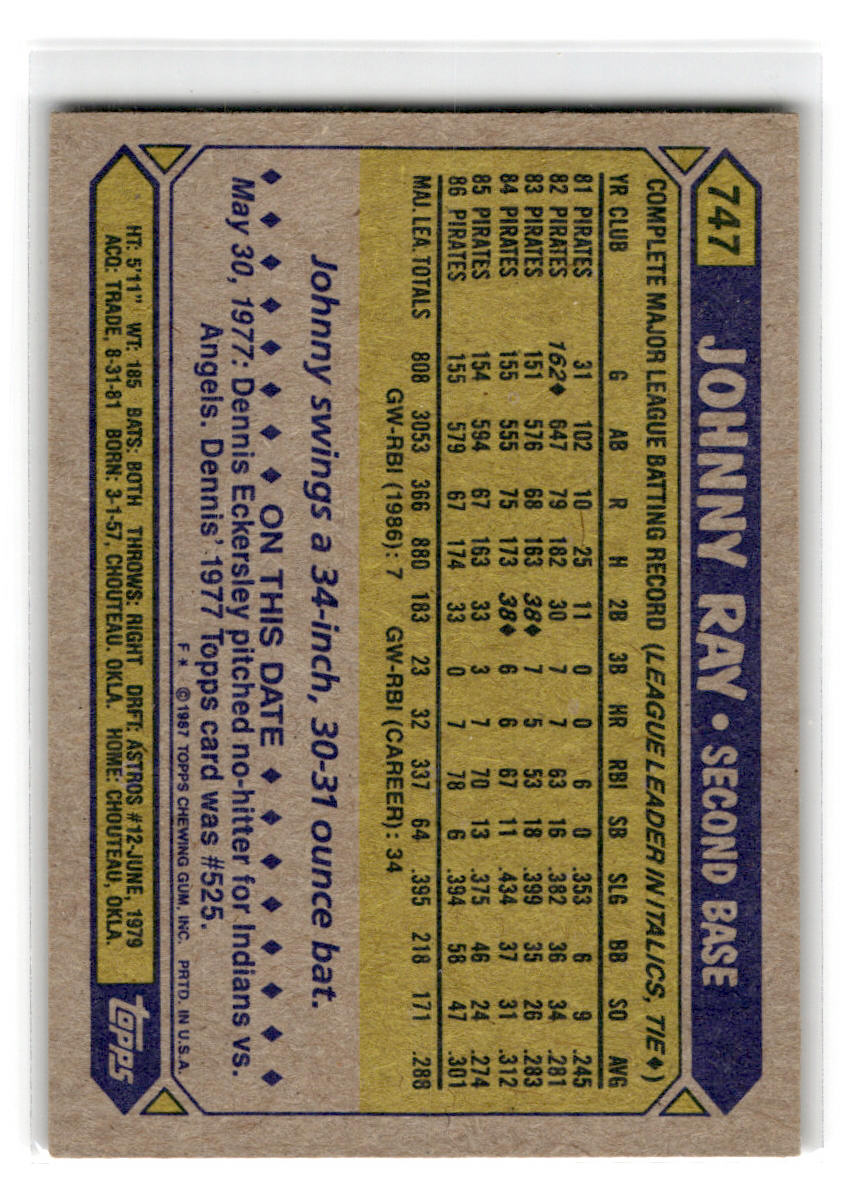 747 JOHNNY RAY • SECOND BASE
COMPLETE MAJOR LEAGUE BATTING RECORD (LEAGUE LEADER IN ITALICS, TIE♦)
YR CLUB G AB R H 2B 3B HR RBI SB SLG BB SO AVG
81 PIRATES 31 102 10 25 11 0 0 6 0 .353 6 9 .245
82 PIRATES 162♦ 647 79 182 30 7 7 63 16 .382 36 34 .281
83 PIRATES 151 576 68 163 38♦ 7 5 53 18 .399 35 26 .283
84 PIRATES 155 555 75 173 38♦ 6 6 67 11 .434 37 31 .312
85 PIRATES 154 594 67 163 33 3 7 70 13 .375 46 24 .274
86 PIRATES 155 579 67 174 33 0 7 78 6 .394 58 47 .301
MAJ. LEA. TOTALS 808 3053 366 880 183 23 32 337 64 .395 218 171 .288
GW-RBI (1986): 7 GW-RBI (CAREER): 34
Johnny swings a 34-inch, 30-31 ounce bat.
♦ ♦ ♦ ♦ ♦ ♦ ♦ ♦ ON THIS DATE ♦ ♦ ♦ ♦ ♦ ♦ ♦ ♦
May 30, 1977: Dennis Eckersley pitched no-hitter for Indians vs.
Angels. Dennis' 1977 Topps card was #525.
F* ©1987 TOPPS CHEWING GUM, INC. PRTD. IN U.S.A.
HT: 5'11" WT: 185 BATS: BOTH THROWS: RIGHT DRFT: ASTROS #12-JUNE, 1979
ACQ: TRADE, 8-31-81 BORN: 3-1-57, CHOUTEAU, OKLA. HOME: CHOUTEAU, OKLA.
topps